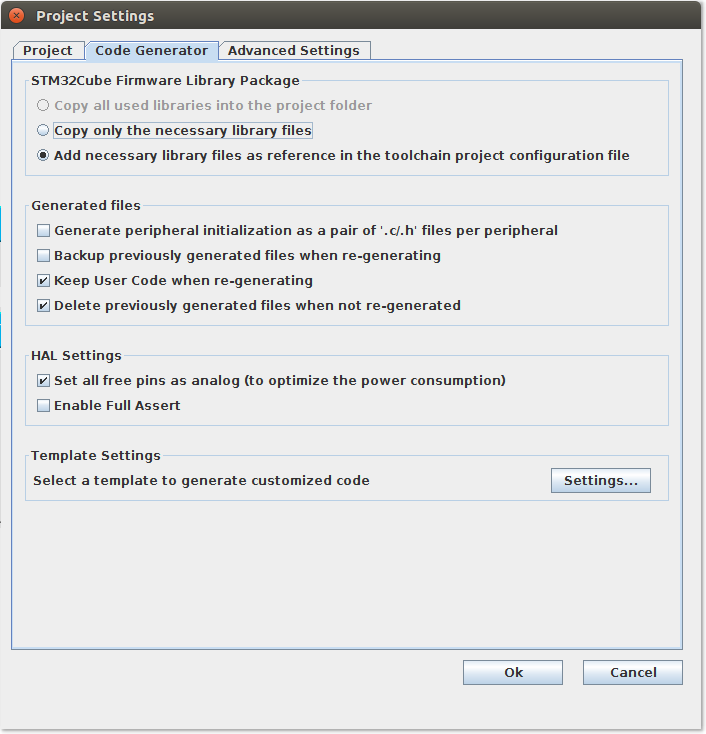 Project Settings
Project Code Generator Advanced Settings
STM32Cube Firmware Library Package
Copy all used libraries into the project folder
Copy only the necessary library files
Add necessary library files as reference in the toolchain project configuration file
Generated files
Generate peripheral initialization as a pair of '.c/.h' files per peripheral
Backup previously generated files when re-generating
Keep User Code when re-generating
Delete previously generated files when not re-generated
HAL Settings
Set all free pins as analog (to optimize the power consumption)
Enable Full Assert
Template Settings
Select a template to generate customized code Settings...
Ok Cancel